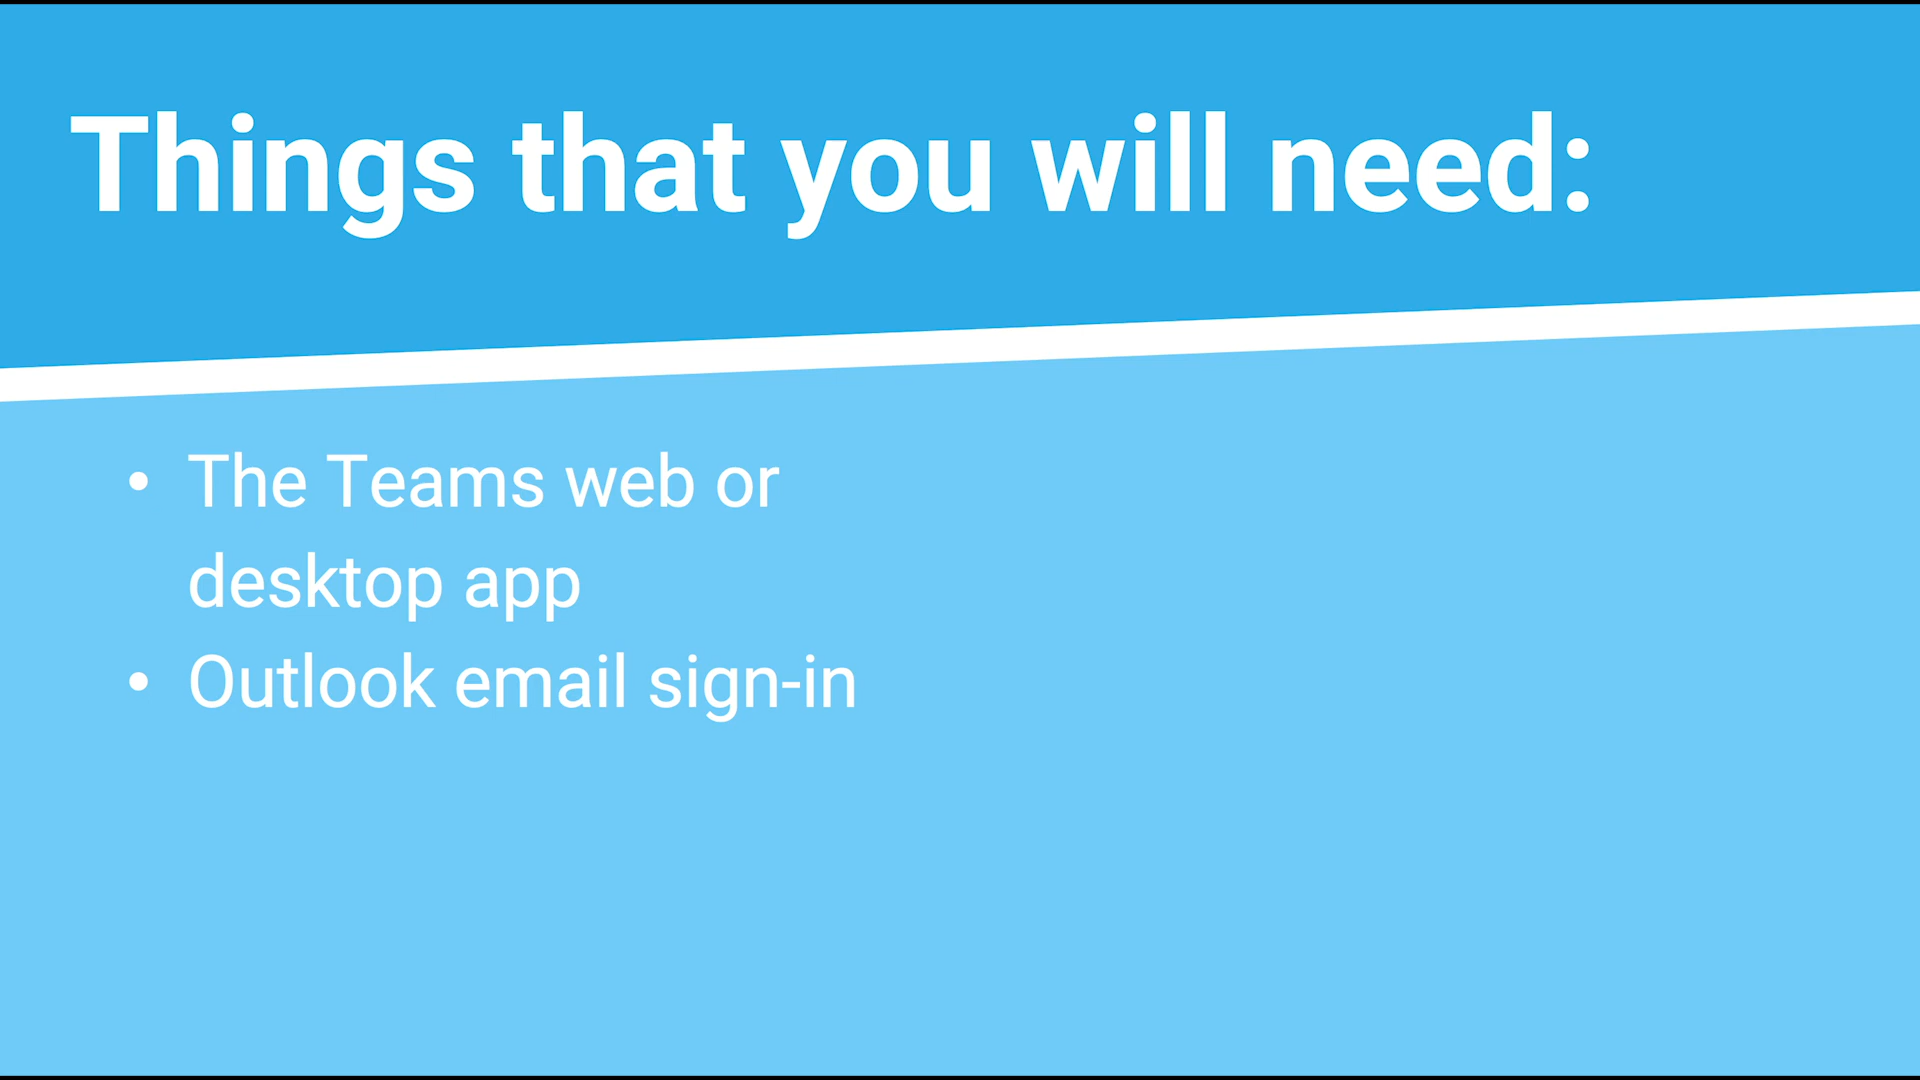 Things that you will need:
• The Teams web or
desktop app
• Outlook email sign-in